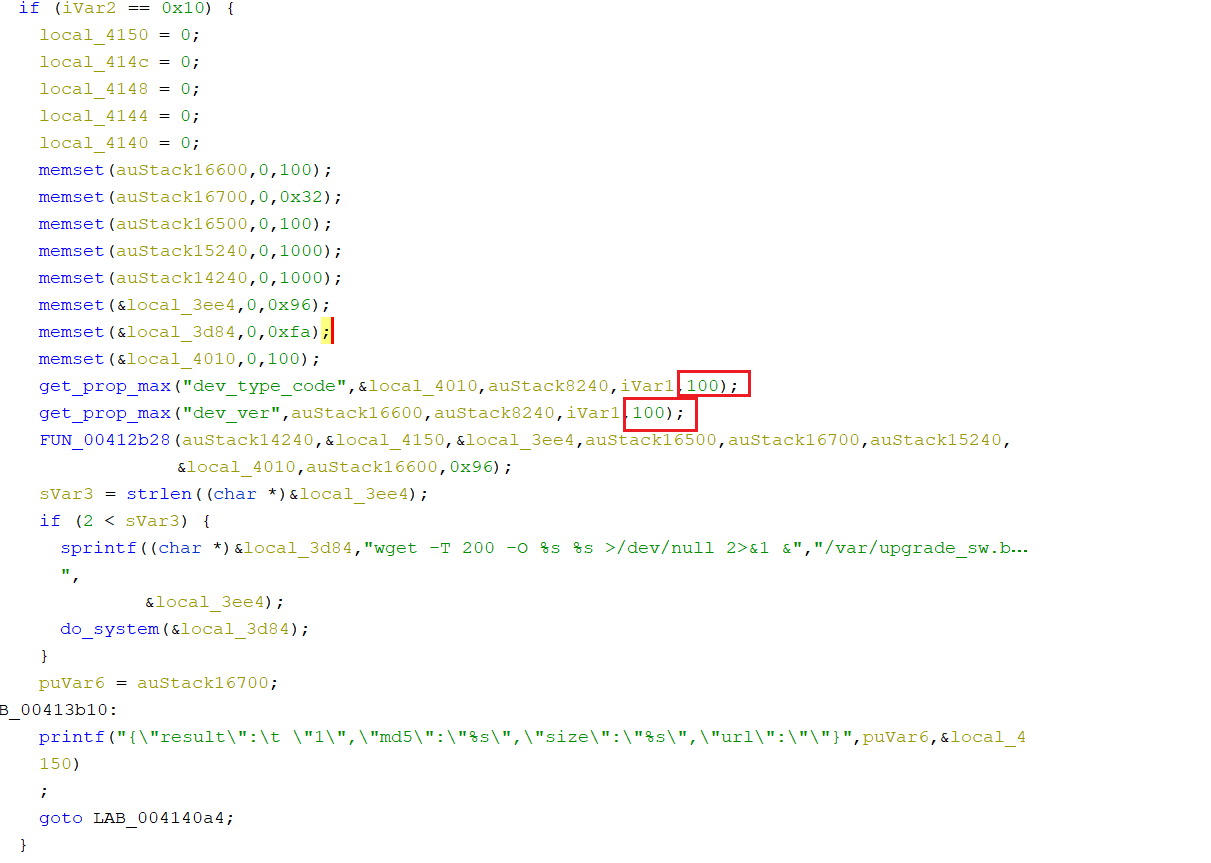 if (iVar2 == 0x10) {
local_4150 = 0;
local_414c = 0;
local_4148 = 0;
local_4144 = 0;
local_4140 = 0;
memset(auStack16600,0,100);
memset(auStack16700,0,0x32);
memset(auStack16500,0,100);
memset(auStack15240,0,1000);
memset(auStack14240,0,1000);
memset(&local_3ee4,0,0x96);
memset(&local_3d84,0,0xfa);
memset(&local_4010,0,100);
get_prop_max("dev_type_code",&local_4010,auStack8240,iVar1,100);
get_prop_max("dev_ver",auStack16600,auStack8240,iVar1,100);
FUN_00412b28(auStack14240,&local_4150,&local_3ee4,auStack16500,auStack16700,auStack15240,
&local_4010,auStack16600,0x96);
sVar3 = strlen((char *)&local_3ee4);
if (2 < sVar3) {
sprintf((char *)&local_3d84,"wget -T 200 -O %s %s >/dev/null 2>&1 &","/var/upgrade_sw.b…
",
&local_3ee4);
do_system(&local_3d84);
}
puVar6 = auStack16700;
B_00413b10:
printf("{\"result\":\t \"1\",\"md5\":\"%s\",\"size\":\"%s\",\"url\":\"\"}",puVar6,&local_4
150)
;
goto LAB_004140a4;
}